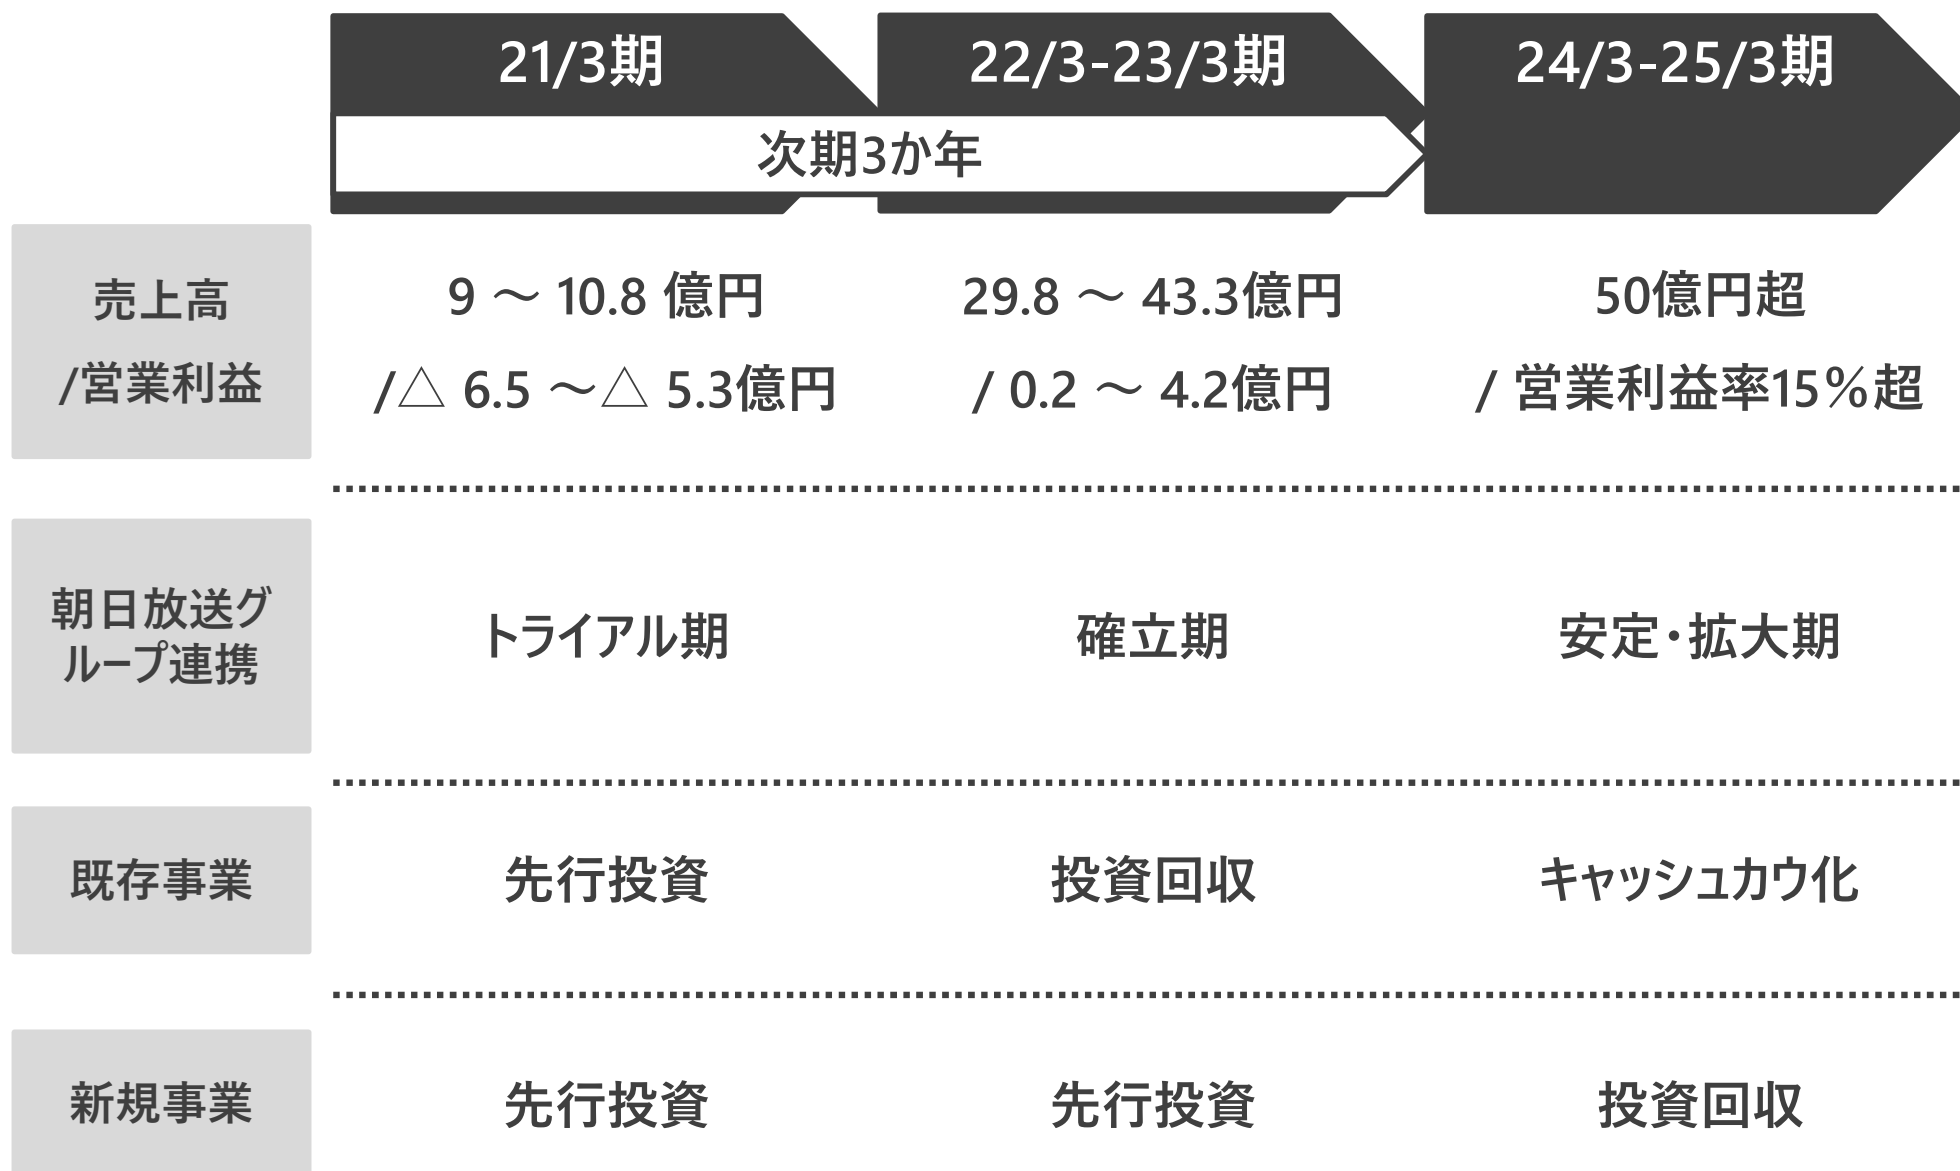 21/3期
22/3-23/3期
24/3-25/3期
次期3か年
売上高
/営業利益
9 ～ 10.8 億円
/△ 6.5 ～△ 5.3億円
29.8 ～ 43.3億円
/ 0.2 ～ 4.2億円
50億円超
/ 営業利益率15%超
朝日放送グ
ループ連携
トライアル期
確立期
安定・拡大期
既存事業
先行投資
投資回収
キャッシュカウ化
新規事業
先行投資
先行投資
投資回収